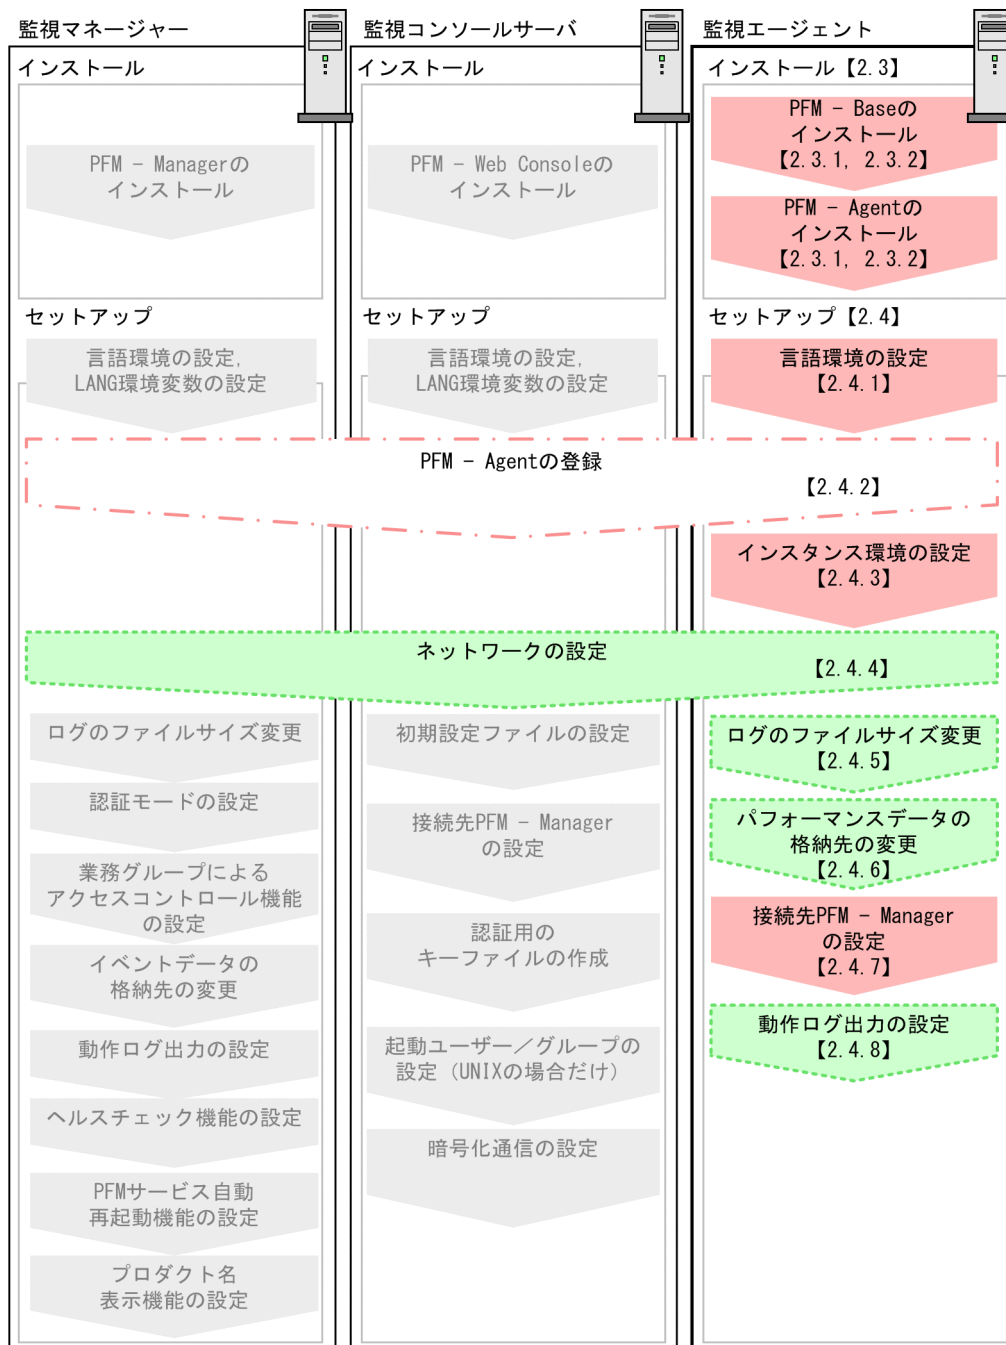 監視マネージャー
インストール
PFM － Managerの
インストール
セットアップ
言語環境の設定,
LANG環境変数の設定
監視コンソールサーバ
インストール
PFM － Web Consoleの
インストール
セットアップ
言語環境の設定,
LANG環境変数の設定
監視エージェント
インストール【2.3】
PFM － Baseの
インストール
【2.3.1, 2.3.2】
PFM － Agentの
インストール
【2.3.1, 2.3.2】
セットアップ【2.4】
言語環境の設定
【2.4.1】
PFM － Agentの登録
【2.4.2】
インスタンス環境の設定
【2.4.3】
ネットワークの設定
【2.4.4】
ログのファイルサイズ変更
認証モードの設定
業務グループによる
アクセスコントロール機能
の設定
イベントデータの
格納先の変更
動作ログ出力の設定
ヘルスチェック機能の設定
PFMサービス自動
再起動機能の設定
プロダクト名
表示機能の設定
初期設定ファイルの設定
接続先PFM － Manager
の設定
認証用の
キーファイルの作成
起動ユーザー／グループの
設定（UNIXの場合だけ）
暗号化通信の設定
ログのファイルサイズ変更
【2.4.5】
パフォーマンスデータの
格納先の変更
【2.4.6】
接続先PFM － Manager
の設定
【2.4.7】
動作ログ出力の設定
【2.4.8】